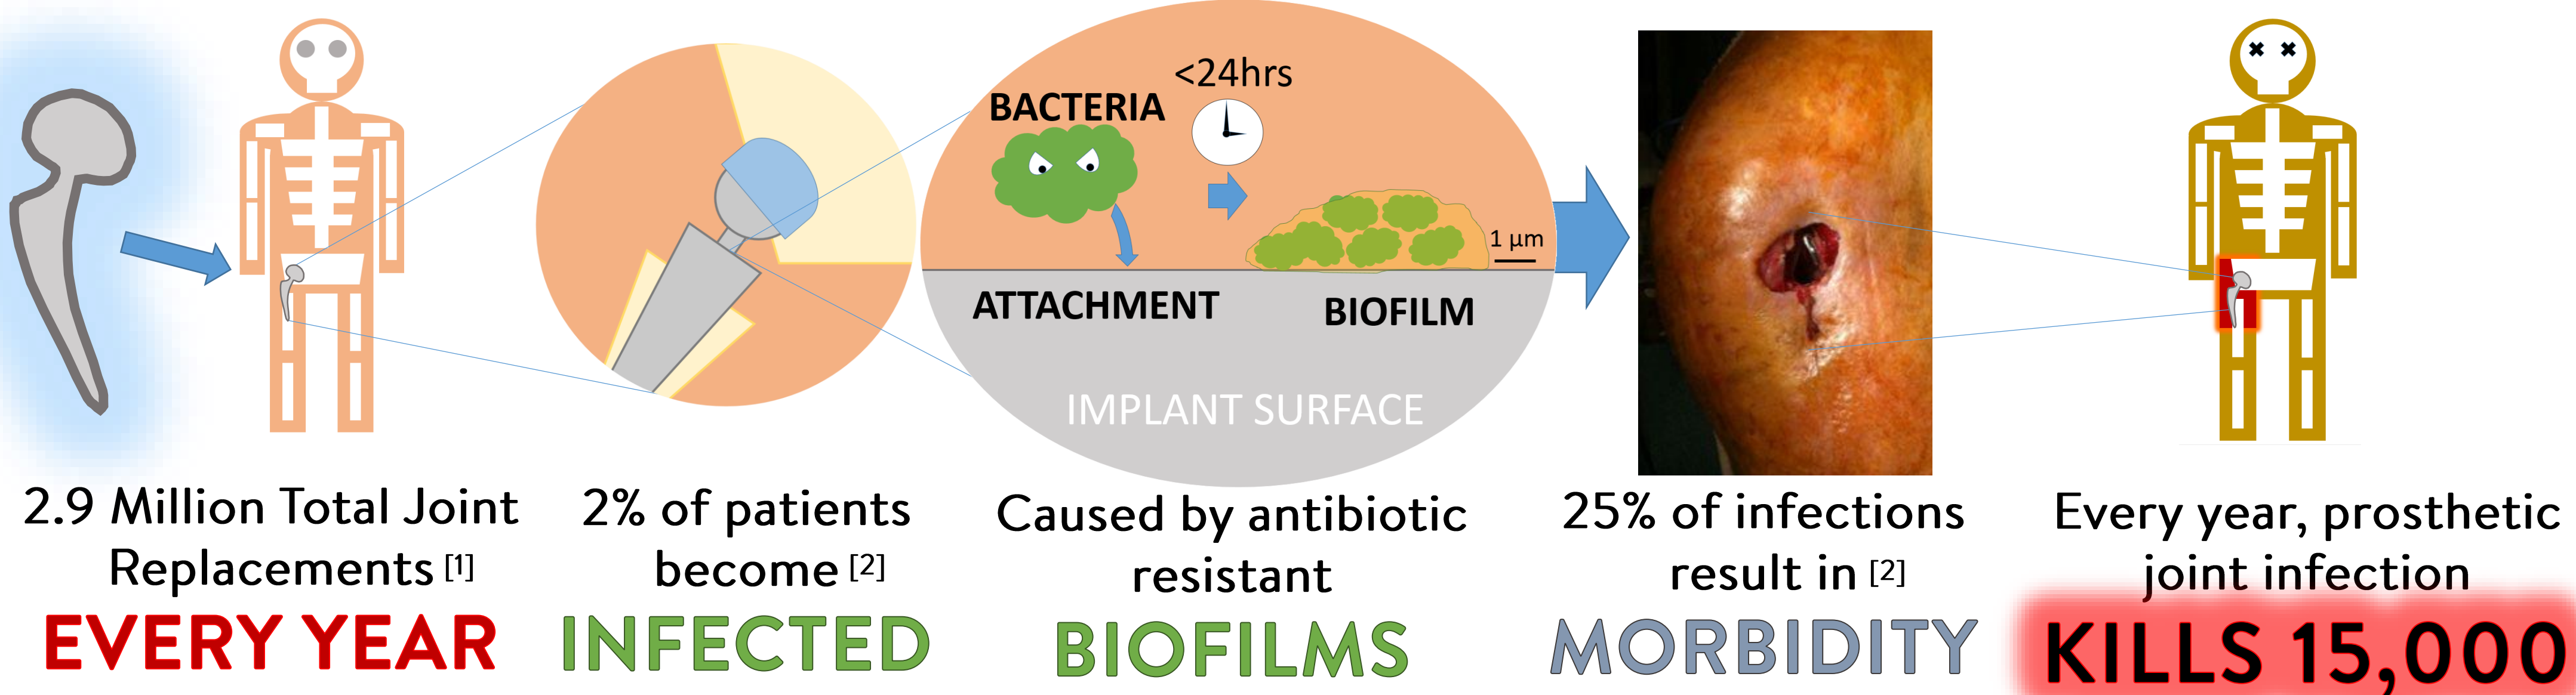 <24hrs
BACTERIA
1 μm
ATTACHMENT
BIOFILM
IMPLANT SURFACE
2.9 Million Total Joint
Replacements [1]
EVERY YEAR
2% of patients
become [2]
INFECTED
Caused by antibiotic
resistant
BIOFILMS
25% of infections
result in [2]
MORBIDITY
Every year, prosthetic
joint infection
KILLS 15,000